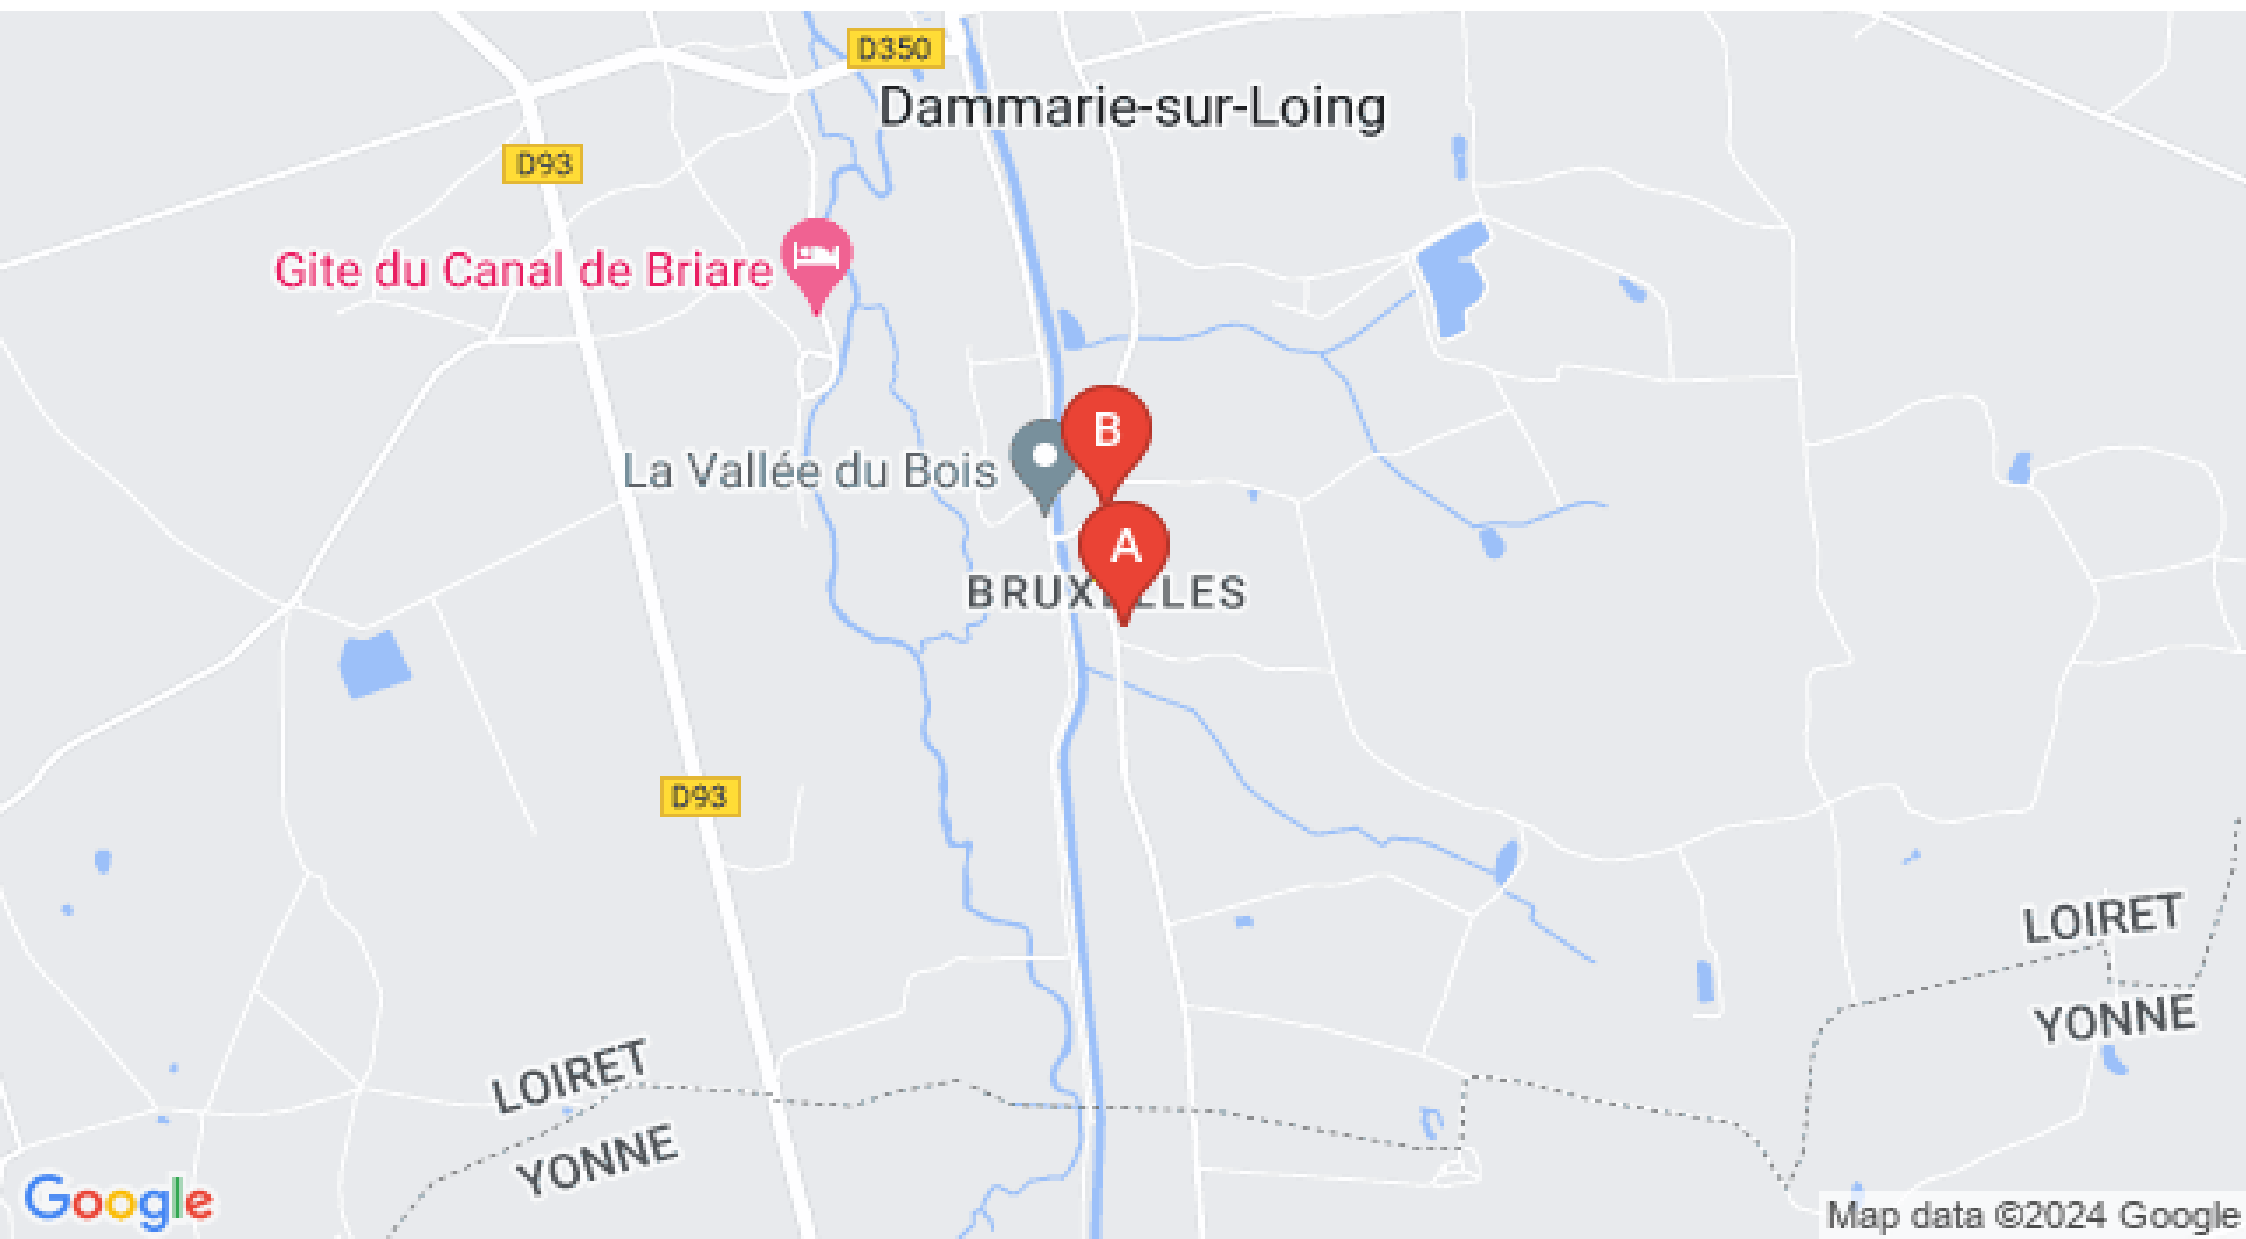 D350
Dammarie-sur-Loing
D93
Gite du Canal de Briare
B
La Vallée du Bois
A
BRUXELLES
D93
LOIRET
YONNE
LOIRET
YONNE
Google
Map data ©2024 Google